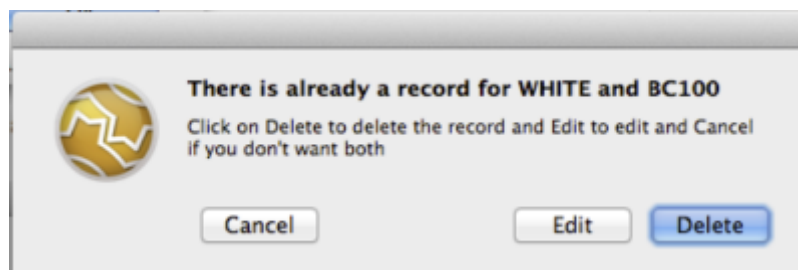 There is already a record for WHITE and BC100
Click on Delete to delete the record and Edit to edit and Cancel
if you don't want both
Cancel
Edit
Delete